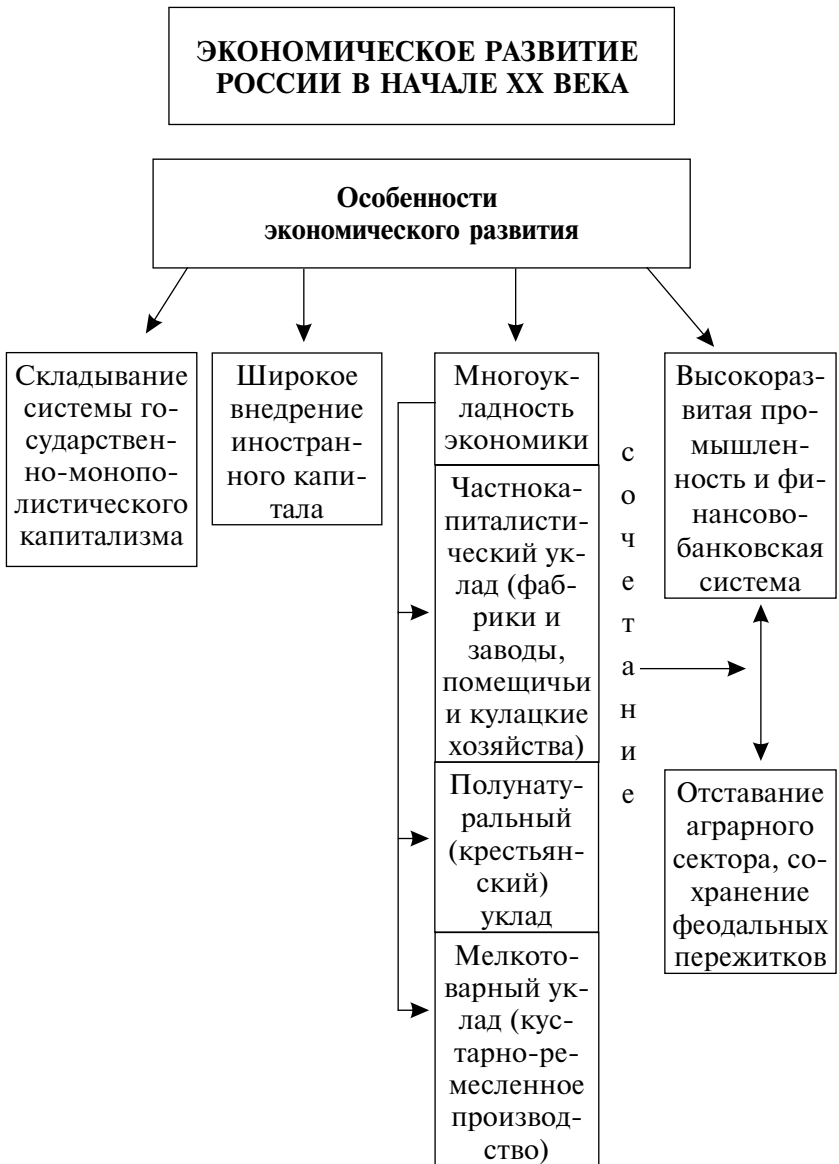 ЭКОНОМИЧЕСКОЕ РАЗВИТИЕ
РОССИИ В НАЧАЛЕ XX ВЕКА
Особенности
экономического развития
Складывание
системы го-
сударствен-
но-монопо-
листического
капитализма
Широкое
внедрение
иностран-
ного капи-
тала
Многоук-
ладность
экономики
Частнока-
питалисти-
ческий ук-
лад (фаб-
рики и
заводы,
помещичьи
и кулацкие
хозяйства)
Полунату-
ральный
(крестьян-
ский)
уклад
Мелкото-
варный ук-
лад (кус-
тарно-ре-
месленное
производ-
ство)
с
о
ч
е
т
а
н
и
е
Высокораз-
витая про-
мышлен-
ность и фи-
нансово-
банковская
система
Отставание
аграрного
сектора, со-
хранение
феодальных
пережитков